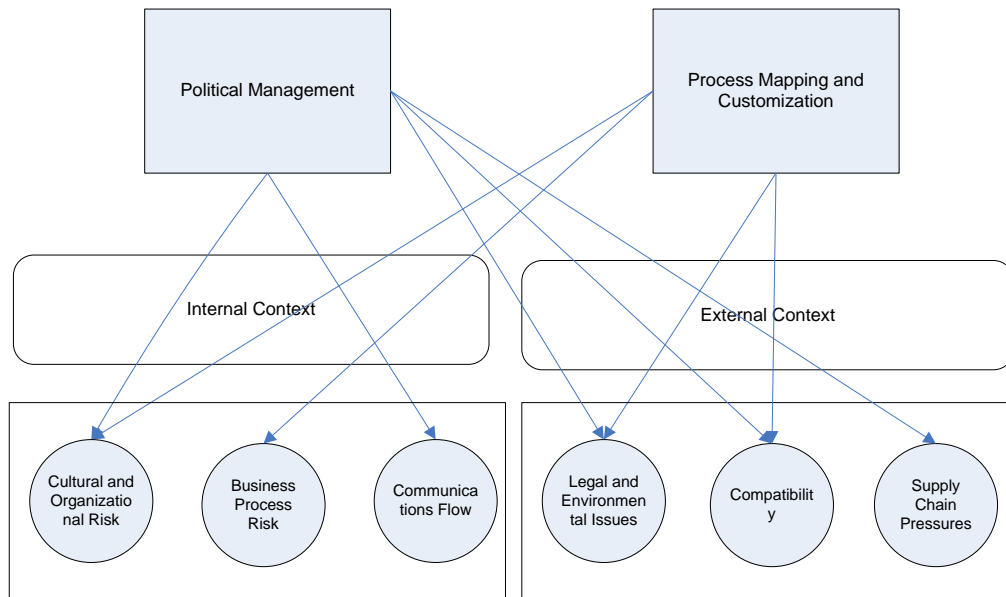 Political Management
Process Mapping and
Customization
Internal Context
External Context
Cultural and
Organizatio
nal Risk
Business
Process
Risk
Communica
tions Flow
Legal and
Environmen
tal Issues
Compatibilit
y
Supply
Chain
Pressures